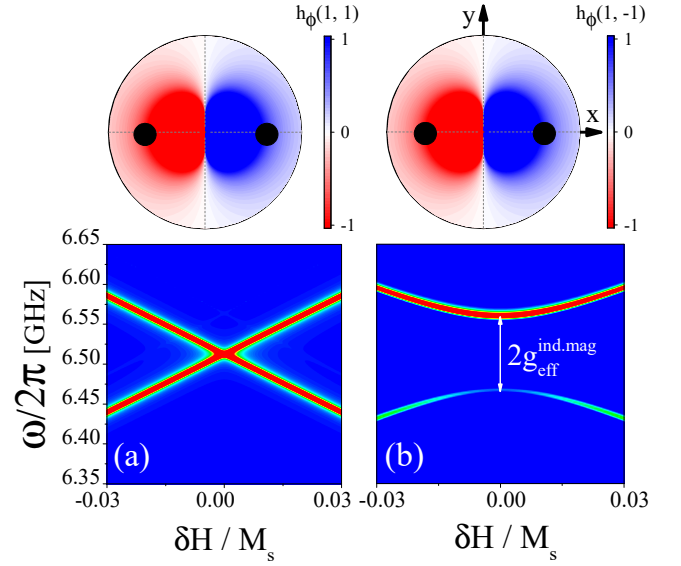 h_ϕ(1, 1)
1
0
-1
y
x
h_ϕ(1, -1)
1
0
-1
6.65
6.60
6.55
6.50
6.45
6.40
6.35
ω/2π [GHz]
(a)
-0.03
0.00
0.03
δH / M_s
2g_eff^ind.mag
(b)
-0.03
0.00
0.03
δH / M_s